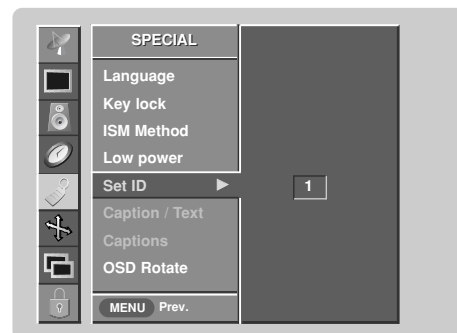 SPECIAL
Language
Key lock
ISM Method
Low power
Set ID ▶ 1
Caption / Text
Captions
OSD Rotate
MENU Prev.